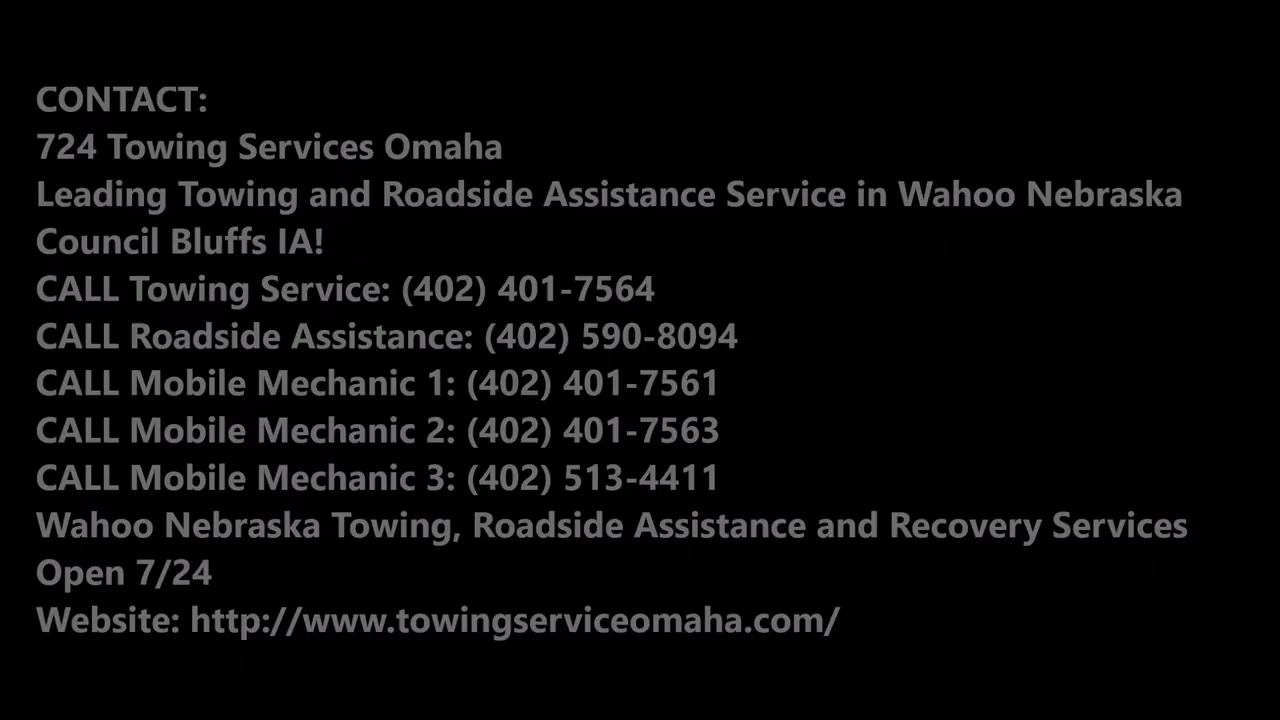 CONTACT:
724 Towing Services Omaha
Leading Towing and Roadside Assistance Service in Wahoo Nebraska
Council Bluffs IA!
CALL Towing Service: (402) 401-7564
CALL Roadside Assistance: (402) 590-8094
CALL Mobile Mechanic 1: (402) 401-7561
CALL Mobile Mechanic 2: (402) 401-7563
CALL Mobile Mechanic 3: (402) 513-4411
Wahoo Nebraska Towing, Roadside Assistance and Recovery Services
Open 7/24
Website: http://www.towingserviceomaha.com/